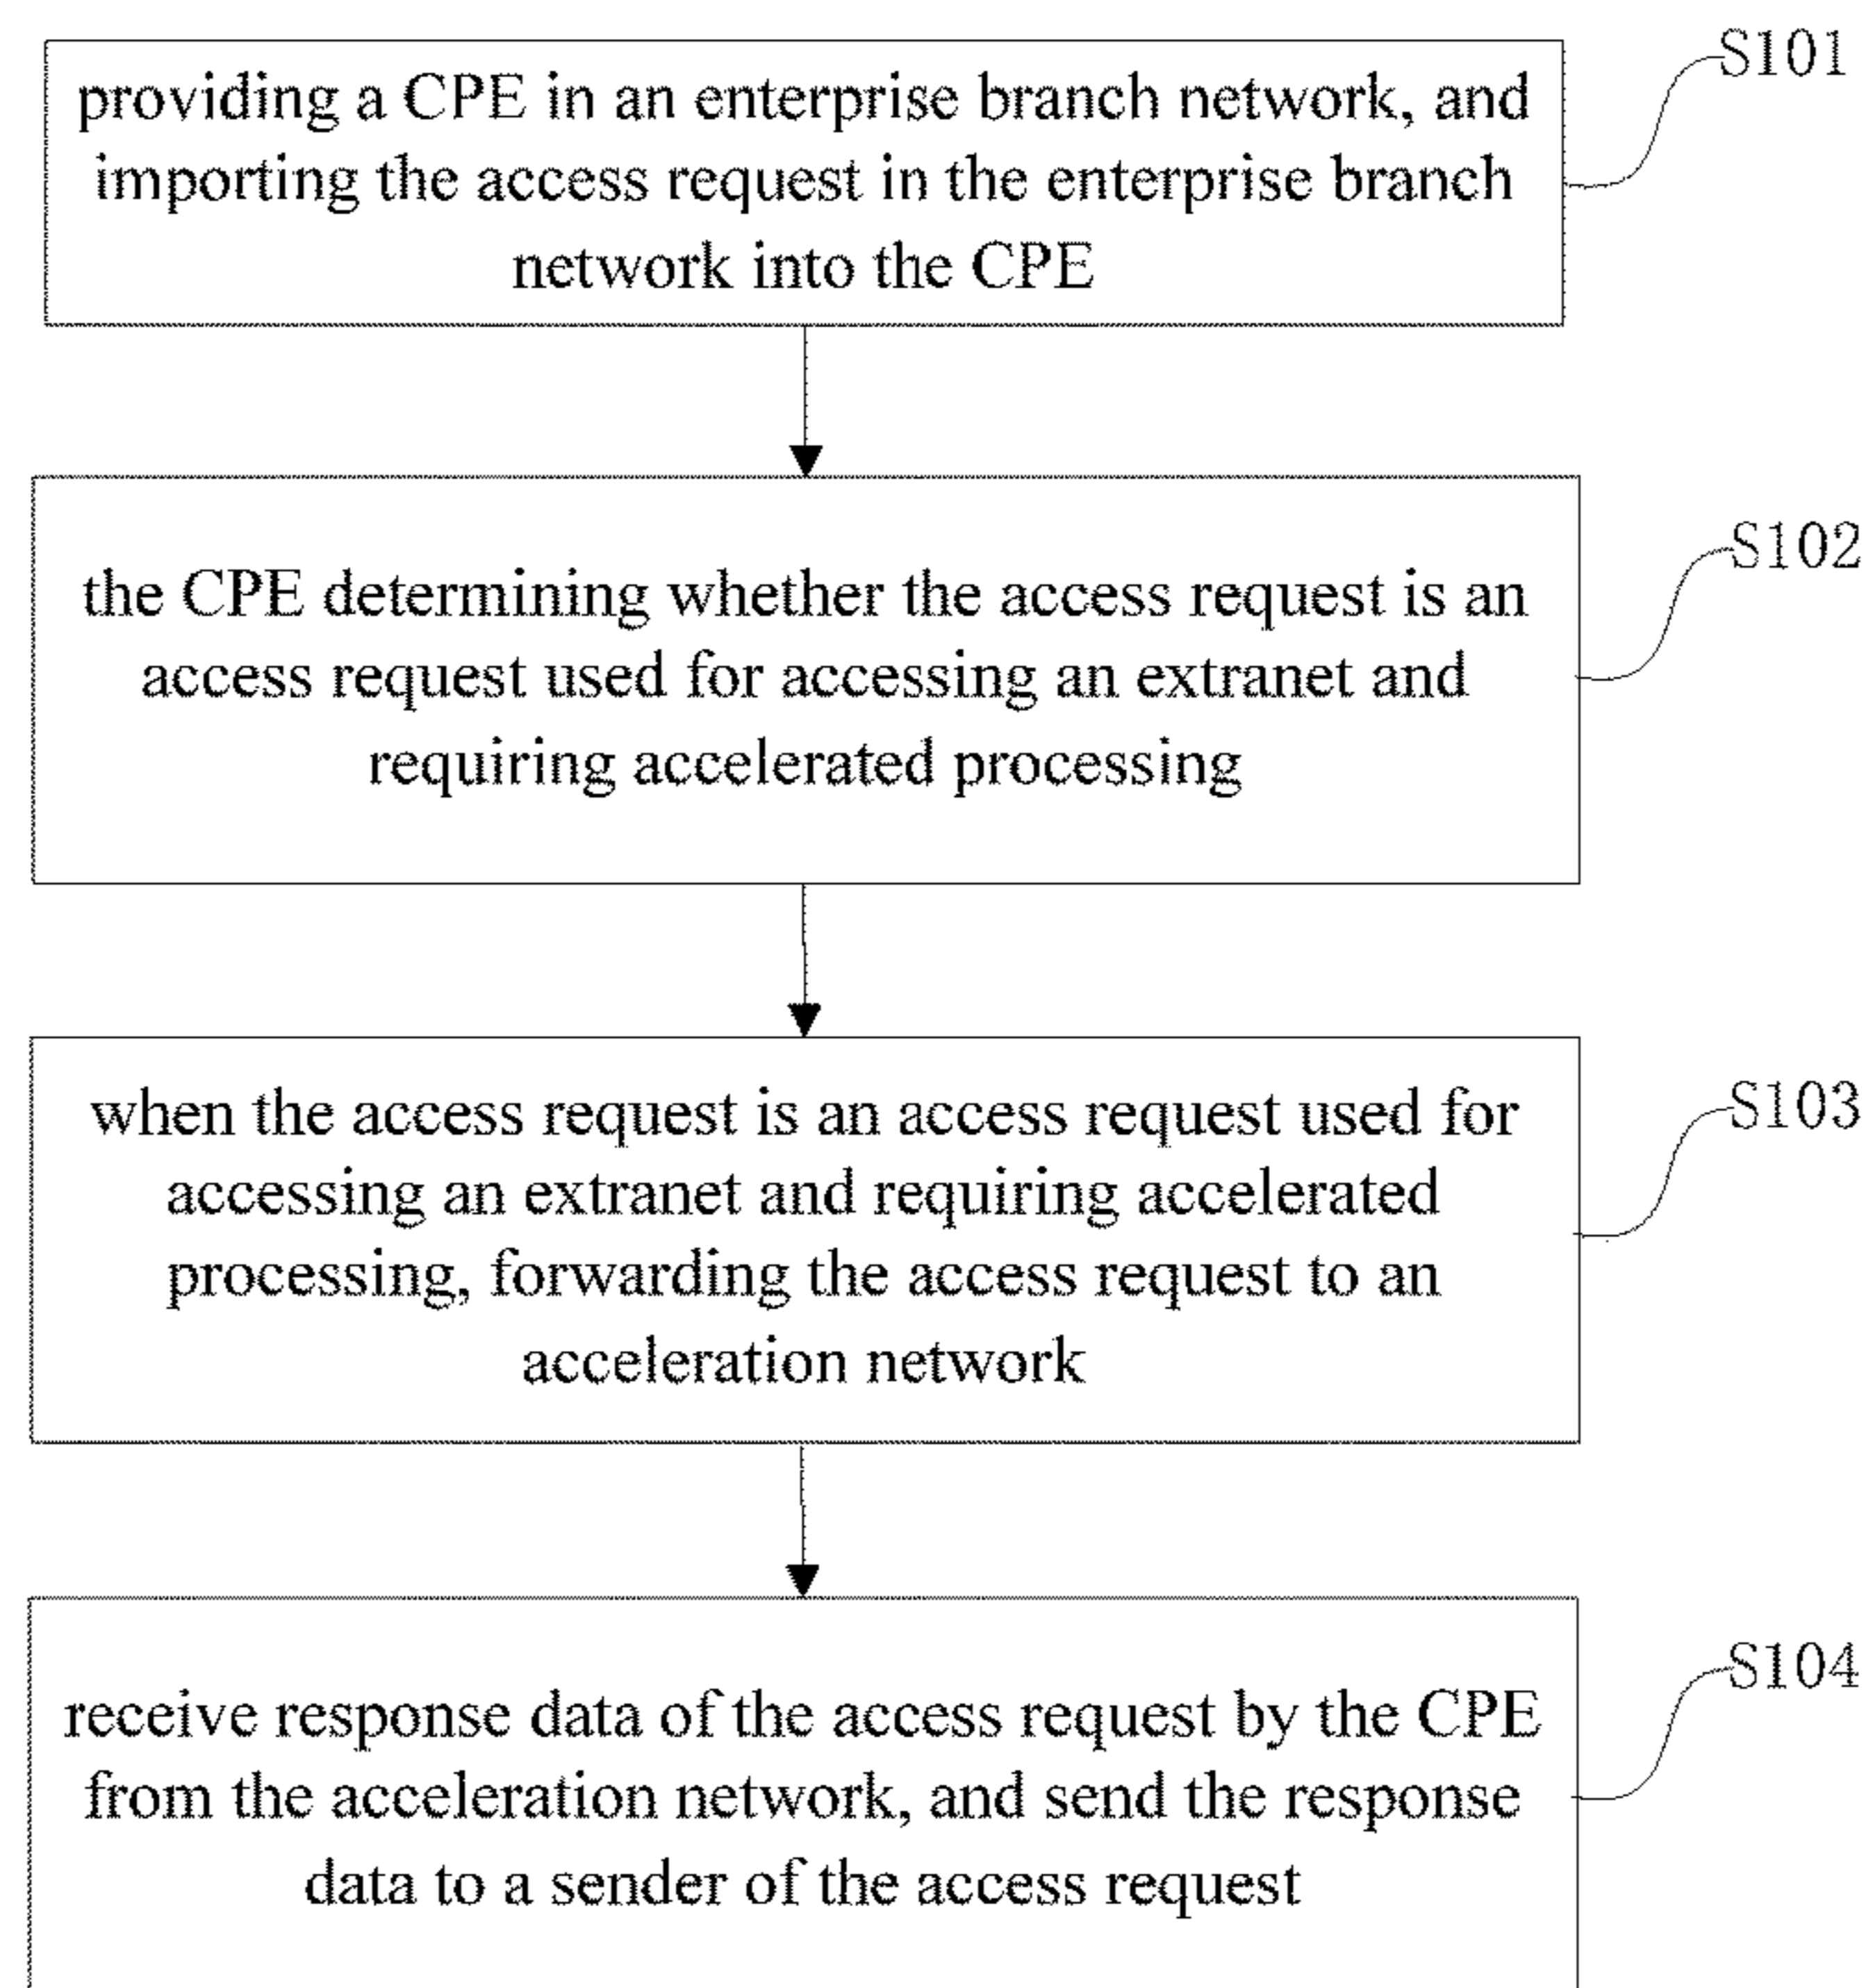 providing a CPE in an enterprise branch network, and
importing the access request in the enterprise branch
network into the CPE
S101
the CPE determining whether the access request is an
access request used for accessing an extranet and
requiring accelerated processing
S102
when the access request is an access request used for
accessing an extranet and requiring accelerated
processing, forwarding the access request to an
acceleration network
S103
receive response data of the access request by the CPE
from the acceleration network, and send the response
data to a sender of the access request
S104